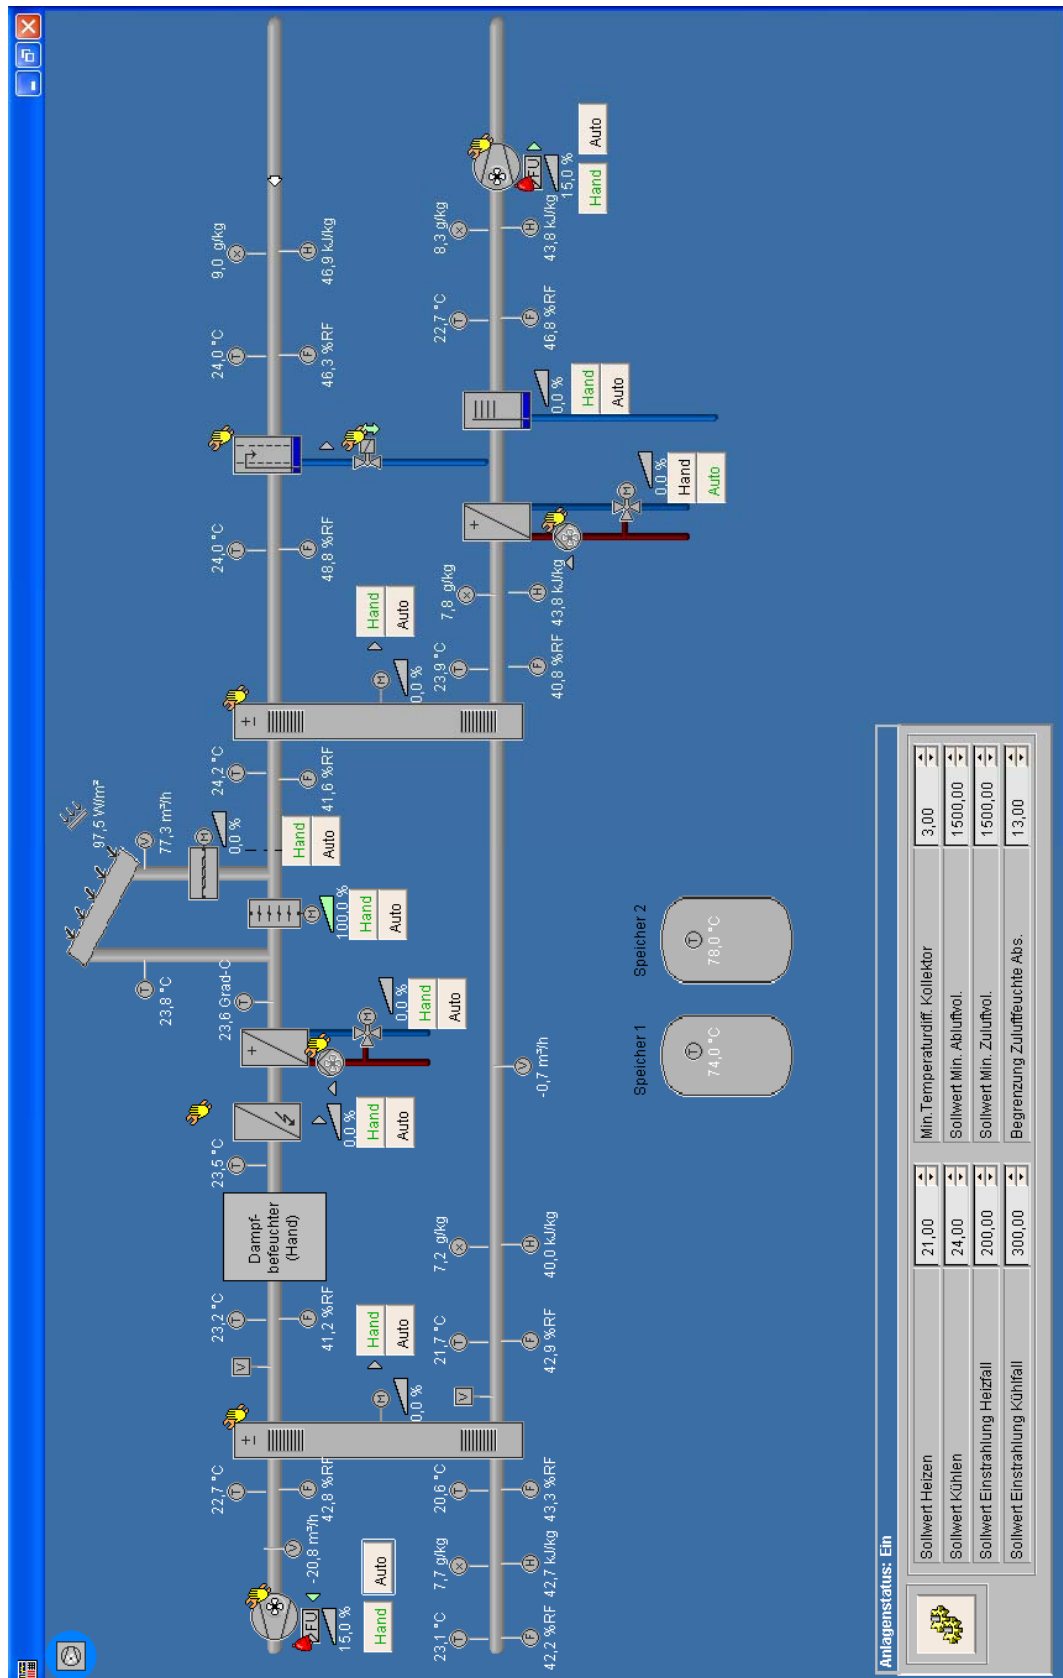 97,5 W/m²
23,8 °C
77,3 m³/h
V
T
M
0,0 %
22,7 °C
23,2 °C
23,5 °C
23,6 Grad-C
24,2 °C
24,0 °C
24,0 °C
9,0 g/kg
T
V
T
T
T
T
T
T
x
Dampf-
befeuchter
(Hand)
V
F
F
M
F
F
F
H
-20,8 m³/h
42,8 %RF
41,2 %RF
41,6 %RF
48,8 %RF
46,3 %RF
46,9 kJ/kg
FU
15,0 %
Hand
Auto
M
0,0 %
Hand
Auto
0,0 %
Hand
Auto
M
0,0 %
Hand
Auto
100,0 %
Hand
Auto
Hand
Auto
M
0,0 %
Hand
Auto
23,1 °C
7,7 g/kg
20,6 °C
21,7 °C
7,2 g/kg
23,9 °C
7,8 g/kg
22,7 °C
8,3 g/kg
T
x
T
V
T
x
T
x
T
x
F
H
F
F
H
V
F
H
F
H
FU
42,2 %RF
42,7 kJ/kg
43,3 %RF
42,9 %RF
40,0 kJ/kg
-0,7 m³/h
40,8 %RF
43,8 kJ/kg
46,8 %RF
43,8 kJ/kg
15,0 %
Hand
Auto
0,0 %
Hand
Auto
M
0,0 %
Hand
Auto
Speicher 1
Speicher 2
T
T
74,0 °C
78,0 °C
Anlagenstatus: Ein
Sollwert Heizen 21,00 Min.Temperaturdiff. Kollektor 3,00
Sollwert Kühlen 24,00 Sollwert Min. Abluftvol. 1500,00
Sollwert Einstrahlung Heizfall 200,00 Sollwert Min. Zuluftvol. 1500,00
Sollwert Einstrahlung Kühlfall 300,00 Begrenzung Zuluftfeuchte Abs. 13,00